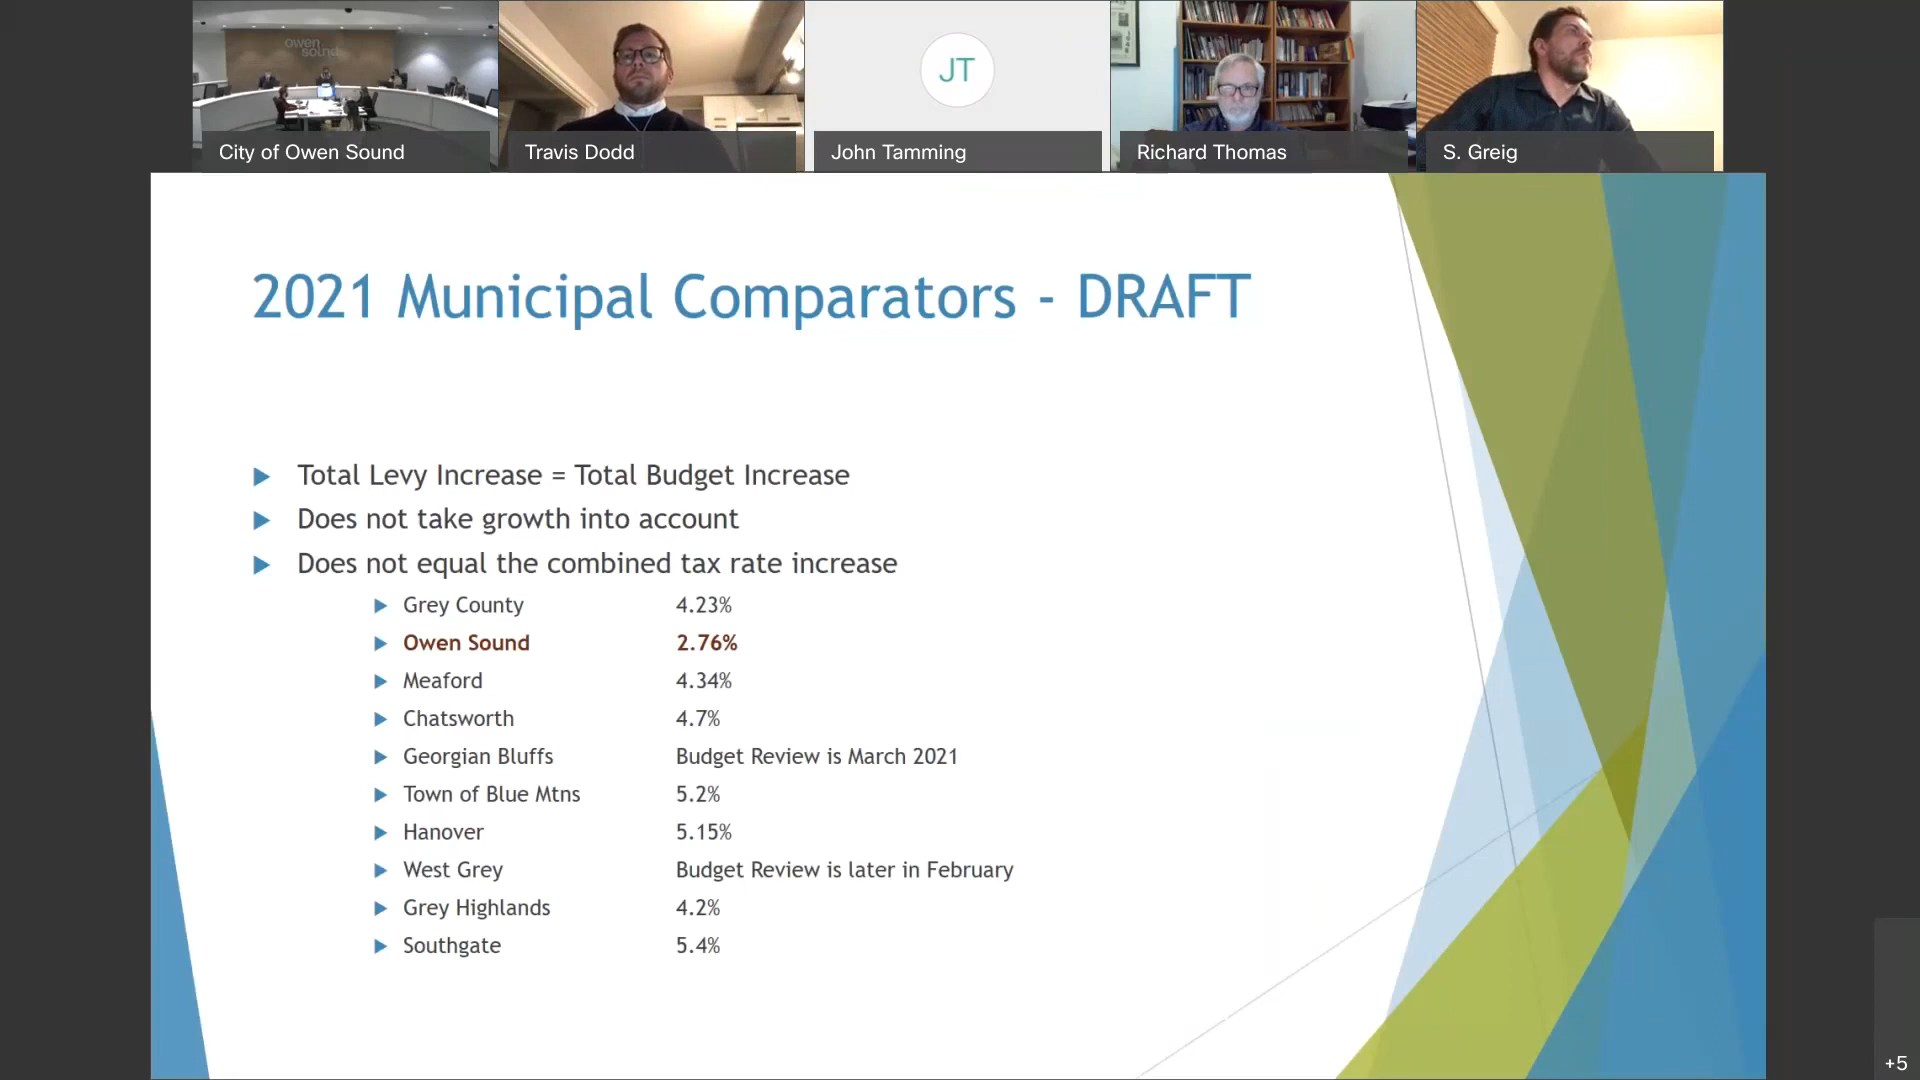 owen
sound
JT
City of Owen Sound
Travis Dodd
John Tamming
Richard Thomas
S. Greig
2021 Municipal Comparators - DRAFT
Total Levy Increase = Total Budget Increase
Does not take growth into account
Does not equal the combined tax rate increase
Grey County 4.23%
Owen Sound 2.76%
Meaford 4.34%
Chatsworth 4.7%
Georgian Bluffs Budget Review is March 2021
Town of Blue Mtns 5.2%
Hanover 5.15%
West Grey Budget Review is later in February
Grey Highlands 4.2%
Southgate 5.4%
+5